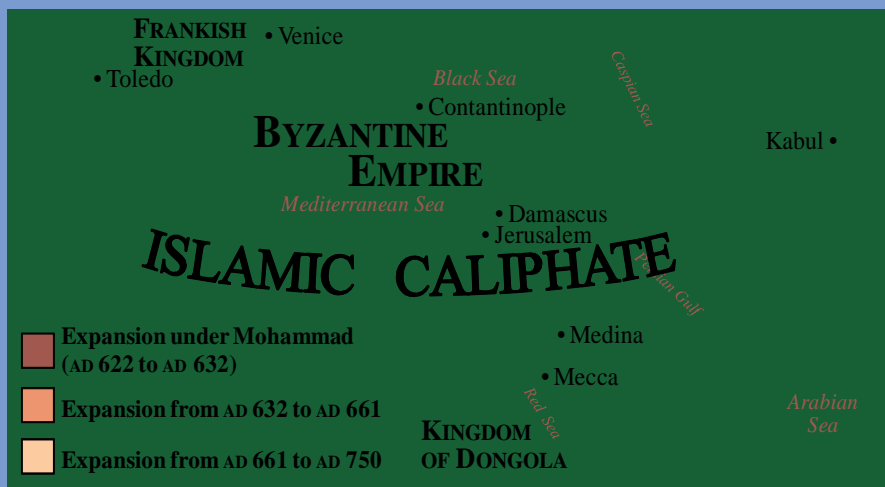 FRANKISH
KINGDOM
• Venice
• Toledo
Black Sea
Caspian Sea
• Contantinople
BYZANTINE
EMPIRE
Kabul •
Mediterranean Sea
• Damascus
• Jerusalem
ISLAMIC CALIPHATE
Persian Gulf
Expansion under Mohammad
(AD 622 to AD 632)
• Medina
• Mecca
Expansion from AD 632 to AD 661
Red Sea
Arabian
Sea
KINGDOM
OF DONGOLA
Expansion from AD 661 to AD 750